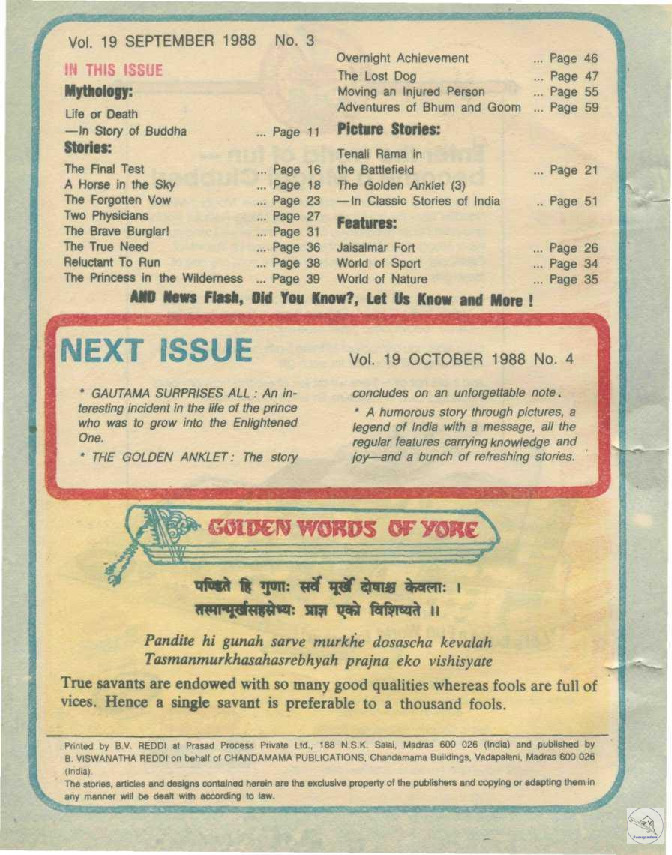 Vol. 19 SEPTEMBER 1988 No. 3
IN THIS ISSUE
Mythology:
Life or Death
—In Story of Buddha ... Page 11
Stories:
The Final Test ... Page 16
A Horse in the Sky ... Page 18
The Forgotten Vow ... Page 23
Two Physicians ... Page 27
The Brave Burglar! ... Page 31
The True Need ... Page 36
Reluctant To Run ... Page 38
The Princess in the Wilderness ... Page 39
Overnight Achievement ... Page 46
The Lost Dog ... Page 47
Moving an Injured Person ... Page 55
Adventures of Bhum and Goom ... Page 59
Picture Stories:
Tenali Rama in
the Battlefield ... Page 21
The Golden Anklet (3)
—In Classic Stories of India .. Page 51
Features:
Jaisalmar Fort ... Page 26
World of Sport ... Page 34
World of Nature ... Page 35
AND News Flash, Did You Know?, Let Us Know and More !
NEXT ISSUE
Vol. 19 OCTOBER 1988 No. 4
* GAUTAMA SURPRISES ALL : An in-
teresting incident in the life of the prince
who was to grow into the Enlightened
One.
* THE GOLDEN ANKLET : The story
concludes on an unforgettable note.
* A humorous story through pictures, a
legend of India with a message, all the
regular features carrying knowledge and
joy—and a bunch of refreshing stories.
GOLDEN WORDS OF YORE
पण्डिते हि गुणाः सर्वे मूर्खे दोषाश्च केवलाः ।
तस्मान्मूर्खसहस्रेभ्यः प्राज्ञ एको विशिष्यते ॥
Pandite hi gunah sarve murkhe dosascha kevalah
Tasmanmurkhasahasrebhyah prajna eko vishisyate
True savants are endowed with so many good qualities whereas fools are full of
vices. Hence a single savant is preferable to a thousand fools.
Printed by B.V. REDDI at Prasad Process Private Ltd., 188 N.S.K. Salai, Madras 600 026 (India) and published by
B. VISWANATHA REDDI on behalf of CHANDAMAMA PUBLICATIONS, Chandamama Buildings, Vadapalani, Madras 600 026
(India).
The stories, articles and designs contained herein are the exclusive property of the publishers and copying or adapting them in
any manner will be dealt with according to law.